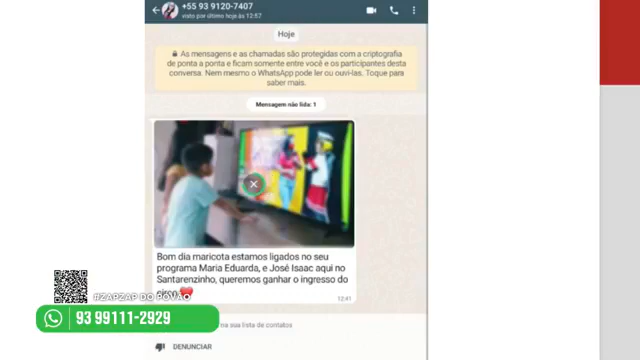 +55 93 9120-7407
visto por último hoje às 12:57
Hoje
As mensagens e as chamadas são protegidas com a criptografia
de ponta a ponta e ficam somente entre você e os participantes desta
conversa. Nem mesmo o WhatsApp pode ler ou ouvi-las. Toque para
saber mais.
Mensagem não lida: 1
Bom dia maricota estamos ligados no seu
programa Maria Eduarda, e José Isaac aqui no
Santarenzinho, queremos ganhar o ingresso do
circo
12:41
#ZAPZAP DO POVÃO
93 99111-2929
na sua lista de contatos
DENUNCIAR